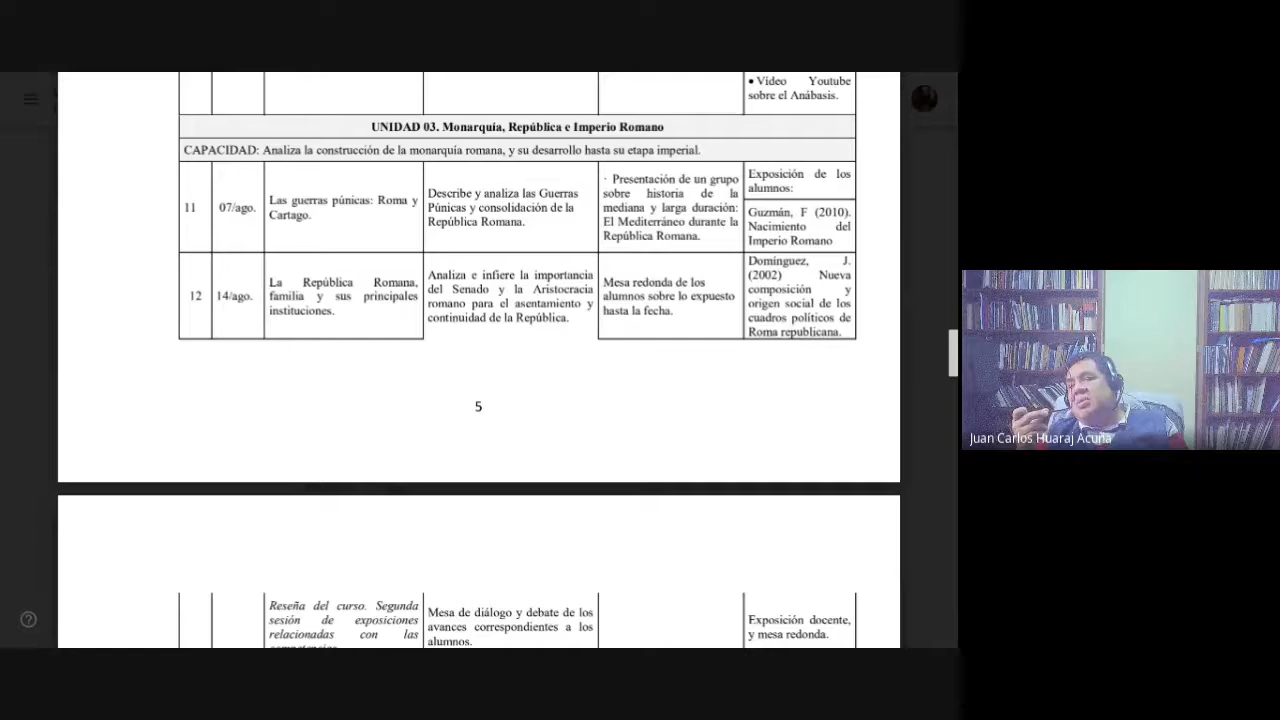 • Vídeo Youtube
sobre el Anábasis.
UNIDAD 03. Monarquía, República e Imperio Romano
CAPACIDAD: Analiza la construcción de la monarquía romana, y su desarrollo hasta su etapa imperial.
11
07/ago.
Las guerras púnicas: Roma y
Cartago.
Describe y analiza las Guerras
Púnicas y consolidación de la
República Romana.
· Presentación de un grupo
sobre historia de la
mediana y larga duración:
El Mediterráneo durante la
República Romana.
Exposición de los
alumnos:
Guzmán, F (2010).
Nacimiento del
Imperio Romano
12
14/ago.
La República Romana,
familia y sus principales
instituciones.
Analiza e infiere la importancia
del Senado y la Aristocracia
romano para el asentamiento y
continuidad de la República.
Mesa redonda de los
alumnos sobre lo expuesto
hasta la fecha.
Domínguez, J.
(2002) Nueva
composición y
origen social de los
cuadros políticos de
Roma republicana.
5
Reseña del curso. Segunda
sesión de exposiciones
relacionadas con las
Mesa de diálogo y debate de los
avances correspondientes a los
alumnos.
Exposición docente,
y mesa redonda.
Juan Carlos Huaraj Acuña